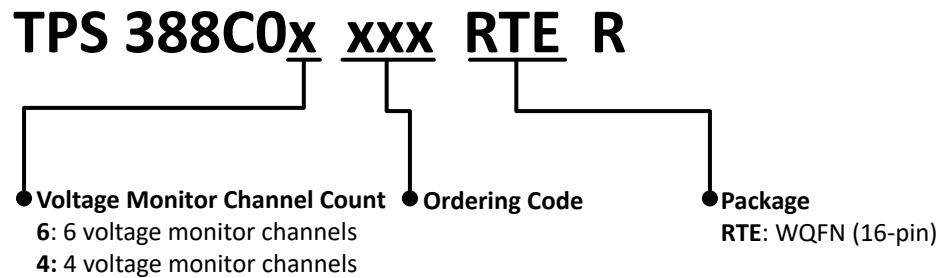 TPS 388C0x xxx RTE R
Voltage Monitor Channel Count
6: 6 voltage monitor channels
4: 4 voltage monitor channels
Ordering Code
Package
RTE: WQFN (16-pin)